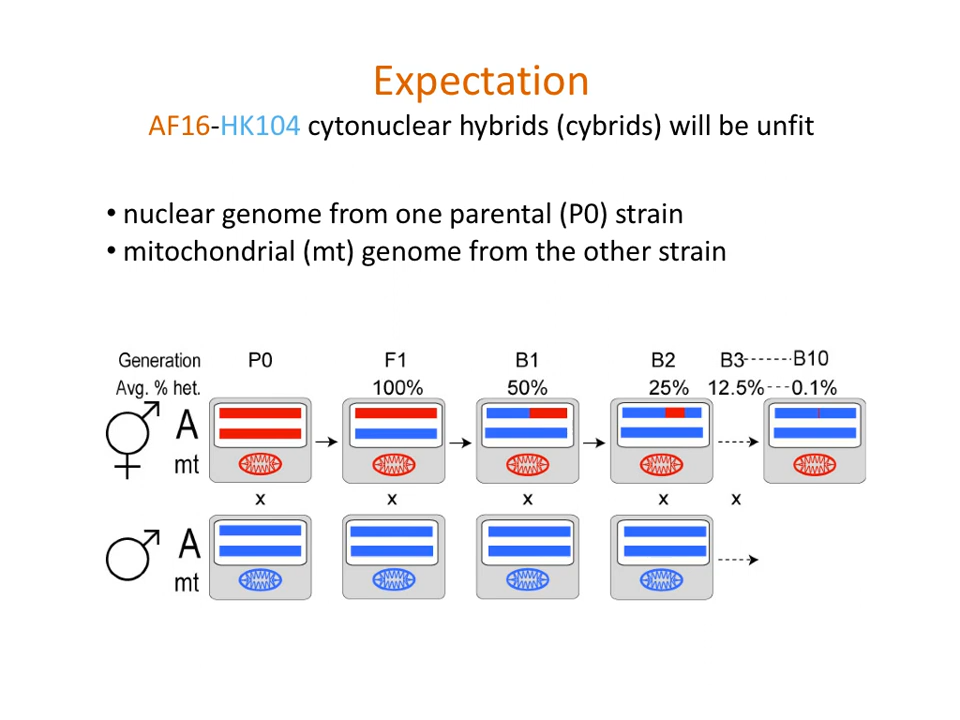 Expectation
AF16-HK104 cytonuclear hybrids (cybrids) will be unfit
• nuclear genome from one parental (P0) strain
• mitochondrial (mt) genome from the other strain
Generation P0 F1 B1 B2 B3------B10
Avg. % het. 100% 50% 25% 12.5%---0.1%
A
mt
x x x x x
A
mt